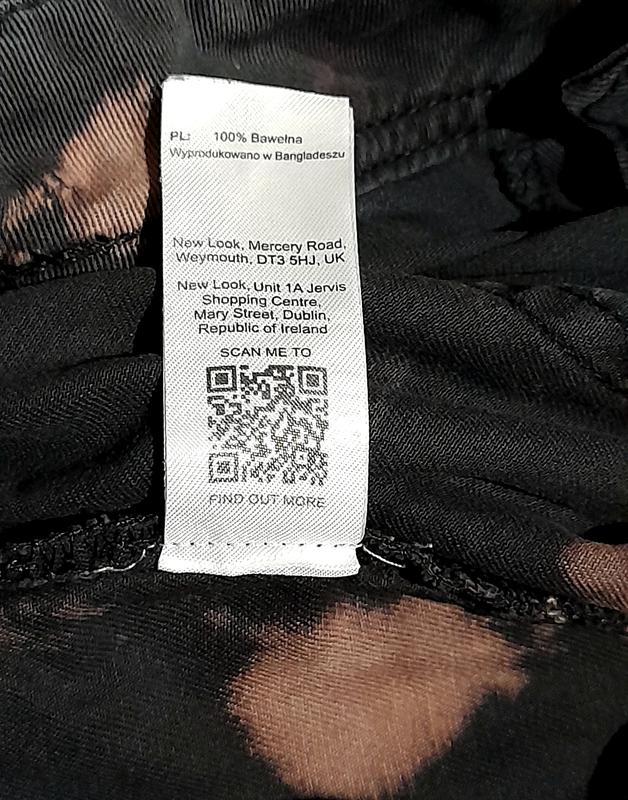 PL: 100% Bawełna
Wyprodukowano w Bangladeszu
New Look, Mercery Road,
Weymouth, DT3 5HJ, UK
New Look, Unit 1A Jervis
Shopping Centre,
Mary Street, Dublin,
Republic of Ireland
SCAN ME TO
FIND OUT MORE